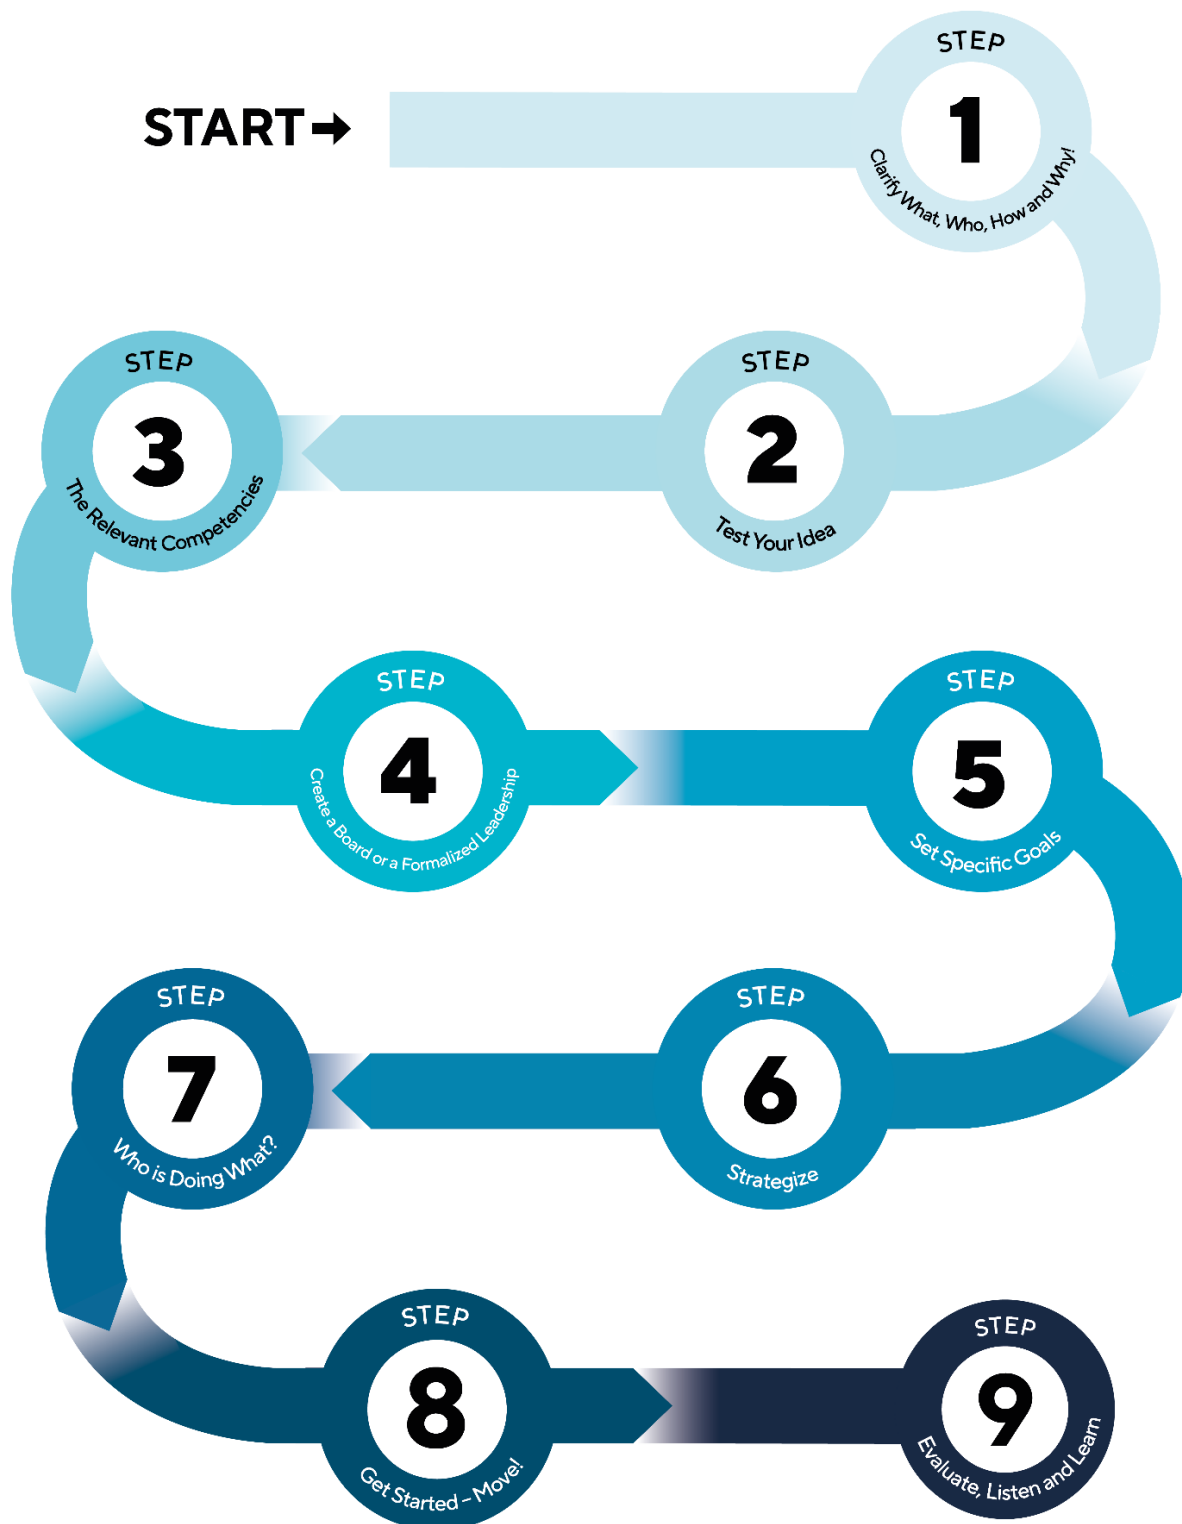 START
STEP
1
Clarify What, Who, How and Why!
STEP
2
Test Your Idea
STEP
3
The Relevant Competencies
STEP
4
Create a Board or a Formalized Leadership
STEP
5
Set Specific Goals
STEP
6
Strategize
STEP
7
Who is Doing What?
STEP
8
Get Started – Move!
STEP
9
Evaluate, Listen and Learn